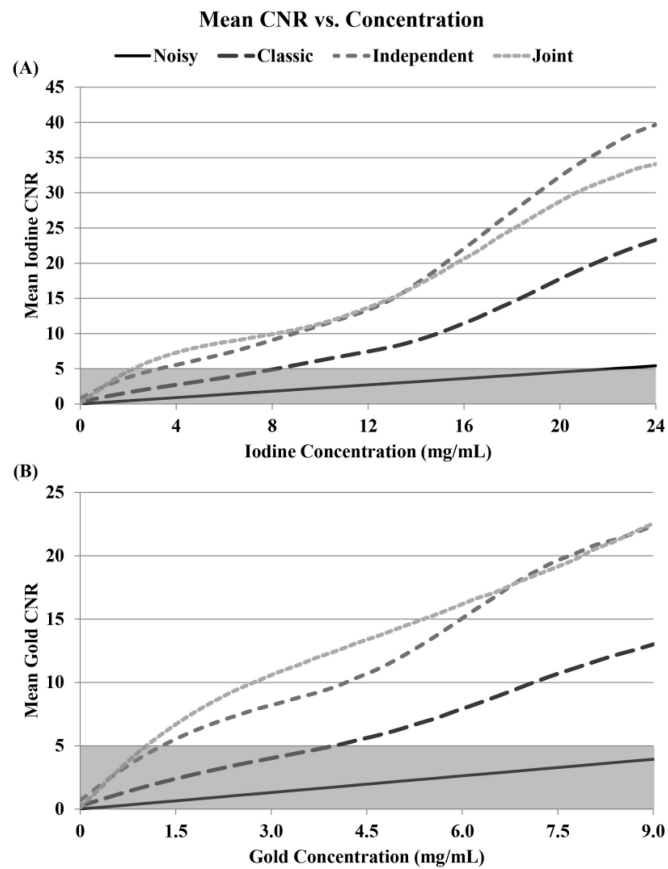 Mean CNR vs. Concentration
Noisy Classic Independent Joint
(A)
45
40
35
30
25
20
15
10
5
0
Mean Iodine CNR
0 4 8 12 16 20 24
Iodine Concentration (mg/mL)
(B)
25
20
15
10
5
0
Mean Gold CNR
0 1.5 3.0 4.5 6.0 7.5 9.0
Gold Concentration (mg/mL)